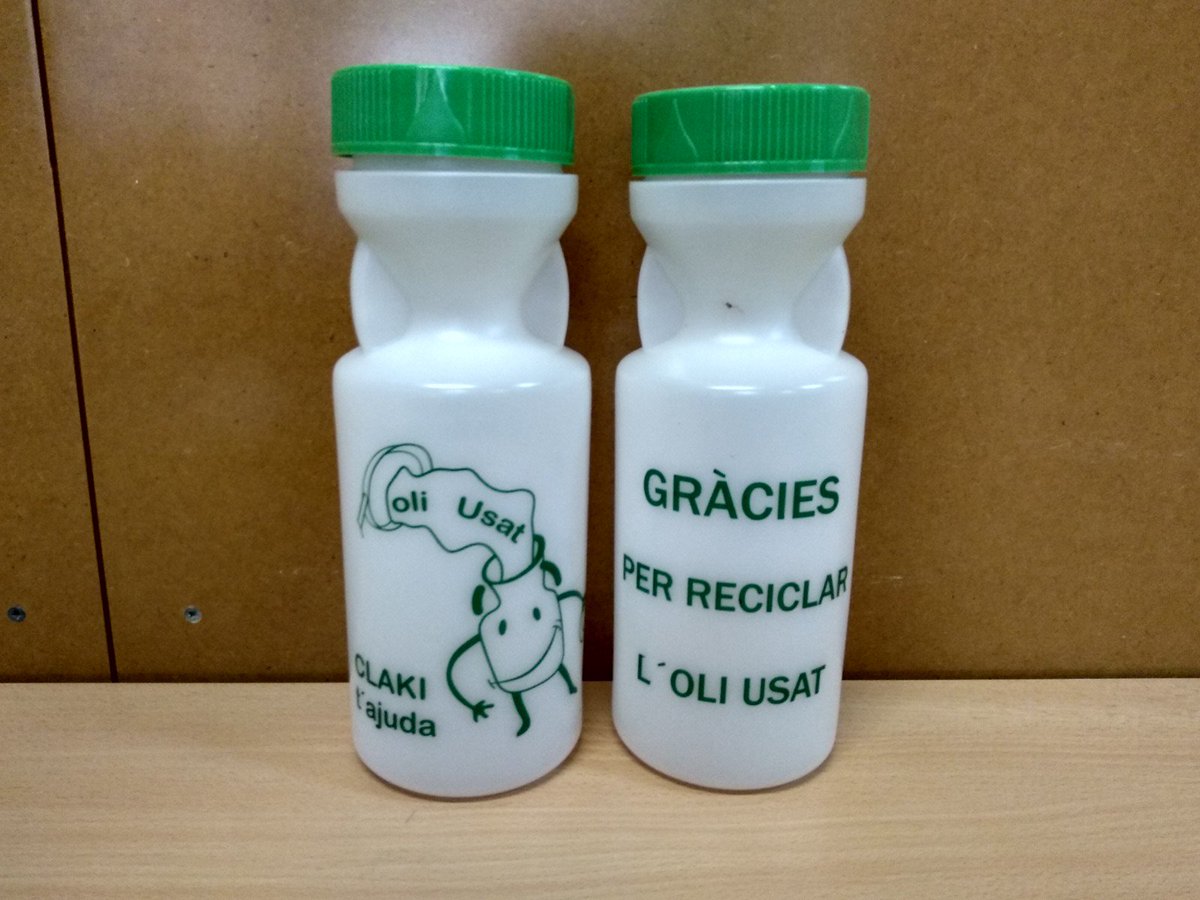 oli Usat
CLAKI
t´ajuda
GRÀCIES
PER RECICLAR
L´OLI USAT